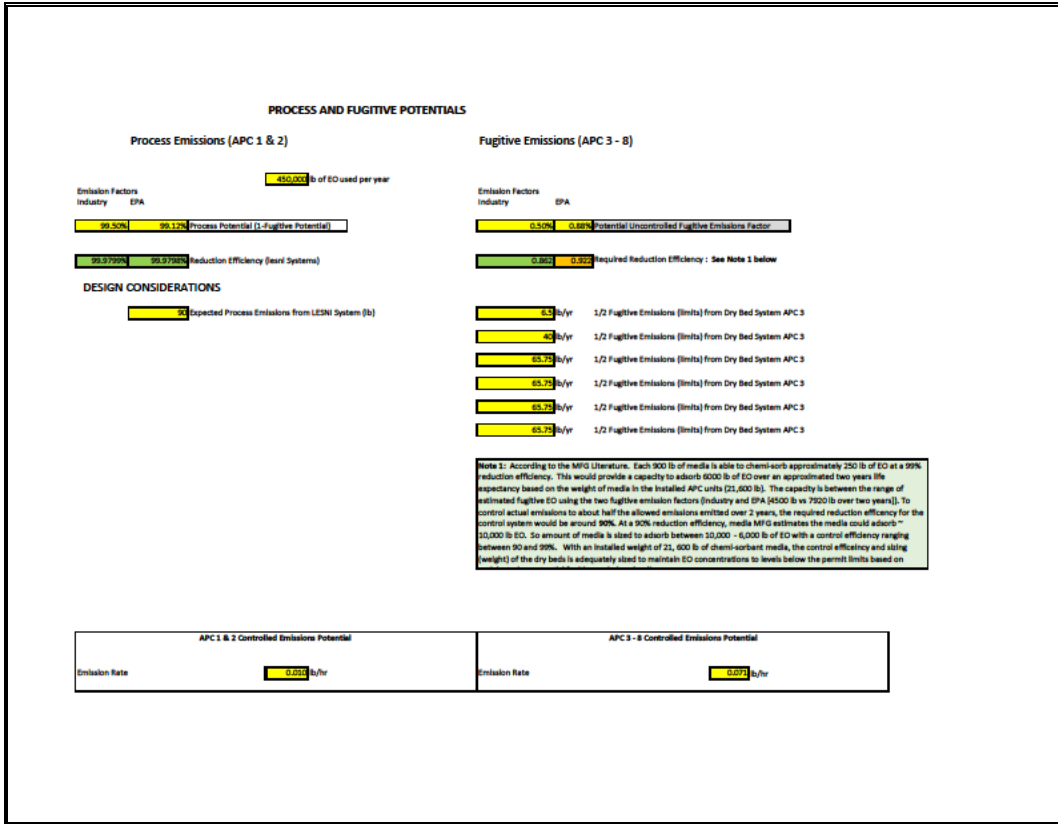 PROCESS AND FUGITIVE POTENTIALS
Process Emissions (APC 1 & 2)
Fugitive Emissions (APC 3 - 8)
450,000 lb of EO used per year
Emission Factors
Industry EPA
Emission Factors
Industry EPA
99.50% 99.12% Process Potential (1-Fugitive Potential)
0.50% 0.88% Potential Uncontrolled Fugitive Emissions Factor
99.9799% 99.9798% Reduction Efficiency (lesni Systems)
0.862 0.922 Required Reduction Efficiency : See Note 1 below
DESIGN CONSIDERATIONS
90 Expected Process Emissions from LESNI System (lb)
6.5 lb/yr 1/2 Fugitive Emissions (limits) from Dry Bed System APC 3
40 lb/yr 1/2 Fugitive Emissions (limits) from Dry Bed System APC 3
65.75 lb/yr 1/2 Fugitive Emissions (limits) from Dry Bed System APC 3
65.75 lb/yr 1/2 Fugitive Emissions (limits) from Dry Bed System APC 3
65.75 lb/yr 1/2 Fugitive Emissions (limits) from Dry Bed System APC 3
65.75 lb/yr 1/2 Fugitive Emissions (limits) from Dry Bed System APC 3
Note 1: According to the MFG Literature. Each 900 lb of media is able to chemi-sorb approximately 250 lb of EO at a 99%
reduction efficiency. This would provide a capacity to adsorb 6000 lb of EO over an approximated two years life
expectancy based on the weight of media in the installed APC units (21,600 lb). The capacity is between the range of
estimated fugitive EO using the two fugitive emission factors (industry and EPA [4500 lb vs 7920 lb over two years]). To
control actual emissions to about half the allowed emissions emitted over 2 years, the required reduction efficency for the
control system would be around 90%. At a 90% reduction efficiency, media MFG estimates the media could adsorb ~
10,000 lb EO. So amount of media is sized to adsorb between 10,000 - 6,000 lb of EO with a control efficiency ranging
between 90 and 99%. With an installed weight of 21, 600 lb of chemi-sorbant media, the control efficeincy and sizing
(weight) of the dry beds is adequately sized to maintain EO concentrations to levels below the permit limits based on
APC 1 & 2 Controlled Emissions Potential
APC 3 - 8 Controlled Emissions Potential
Emission Rate 0.010 lb/hr
Emission Rate 0.071 lb/hr